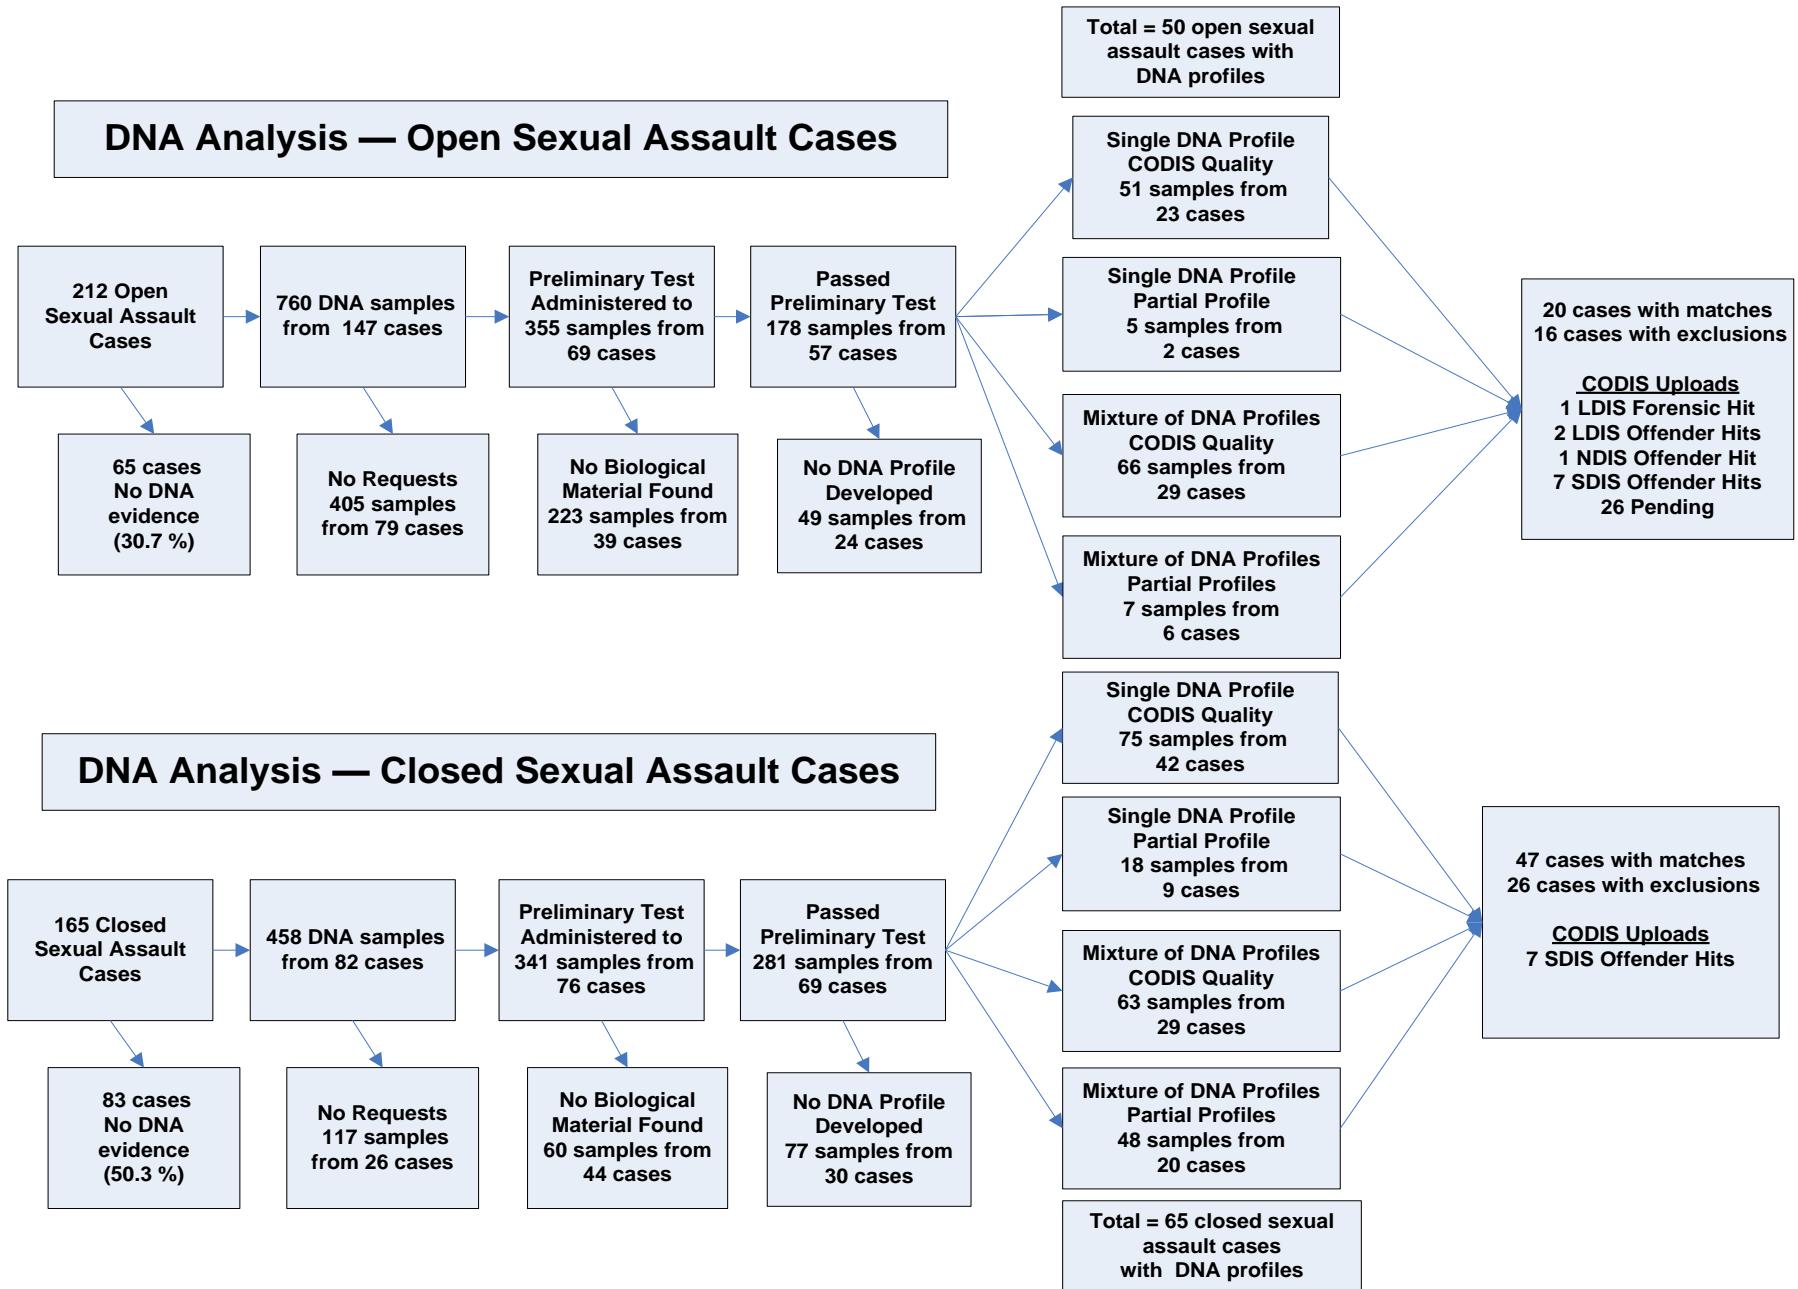 Total = 50 open sexual
assault cases with
DNA profiles
DNA Analysis — Open Sexual Assault Cases
212 Open
Sexual Assault
Cases
760 DNA samples
from 147 cases
Preliminary Test
Administered to
355 samples from
69 cases
Passed
Preliminary Test
178 samples from
57 cases
65 cases
No DNA
evidence
(30.7 %)
No Requests
405 samples
from 79 cases
No Biological
Material Found
223 samples from
39 cases
No DNA Profile
Developed
49 samples from
24 cases
Single DNA Profile
CODIS Quality
51 samples from
23 cases
Single DNA Profile
Partial Profile
5 samples from
2 cases
Mixture of DNA Profiles
CODIS Quality
66 samples from
29 cases
Mixture of DNA Profiles
Partial Profiles
7 samples from
6 cases
20 cases with matches
16 cases with exclusions
CODIS Uploads
1 LDIS Forensic Hit
2 LDIS Offender Hits
1 NDIS Offender Hit
7 SDIS Offender Hits
26 Pending
DNA Analysis — Closed Sexual Assault Cases
165 Closed
Sexual Assault
Cases
458 DNA samples
from 82 cases
Preliminary Test
Administered to
341 samples from
76 cases
Passed
Preliminary Test
281 samples from
69 cases
83 cases
No DNA
evidence
(50.3 %)
No Requests
117 samples
from 26 cases
No Biological
Material Found
60 samples from
44 cases
No DNA Profile
Developed
77 samples from
30 cases
Single DNA Profile
CODIS Quality
75 samples from
42 cases
Single DNA Profile
Partial Profile
18 samples from
9 cases
Mixture of DNA Profiles
CODIS Quality
63 samples from
29 cases
Mixture of DNA Profiles
Partial Profiles
48 samples from
20 cases
47 cases with matches
26 cases with exclusions
CODIS Uploads
7 SDIS Offender Hits
Total = 65 closed sexual
assault cases
with DNA profiles